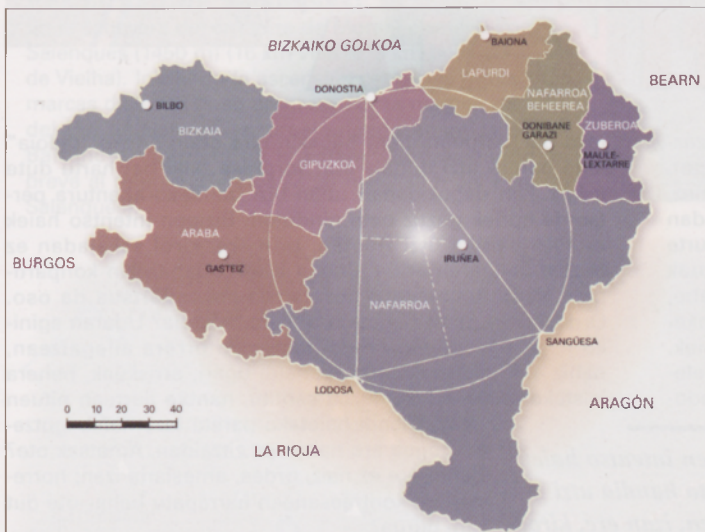 BIZKAIKO GOLKOA
BAIONA
LAPURDI
BEARN
DONOSTIA
NAFARROA
BEHEEREA
BILBO
BIZKAIA
ZUBEROA
DONIBANE
GARAZI
MAULE-
LEXTARRE
GIPUZKOA
ARABA
GASTEIZ
BURGOS
IRUÑEA
NAFARROA
SANGÜESA
LODOSA
ARAGÓN
0 10 20 30 40
LA RIOJA